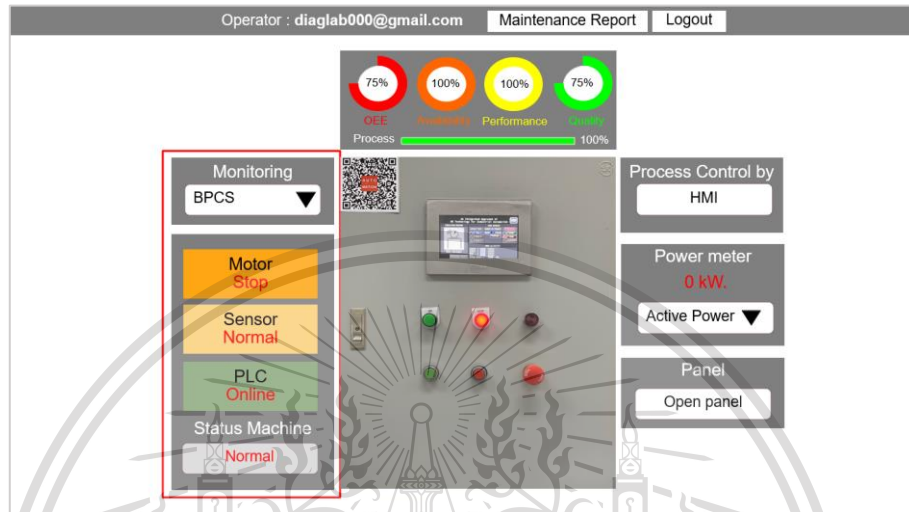 Operator : diaglab000@gmail.com Maintenance Report Logout
75% 100% 100% 75%
OEE Availability Performance Quality
Process 100%
Monitoring
BPCS
Motor
Stop
Sensor
Normal
PLC
Online
Status Machine
Normal
Process Control by
HMI
Power meter
0 kW.
Active Power
Panel
Open panel